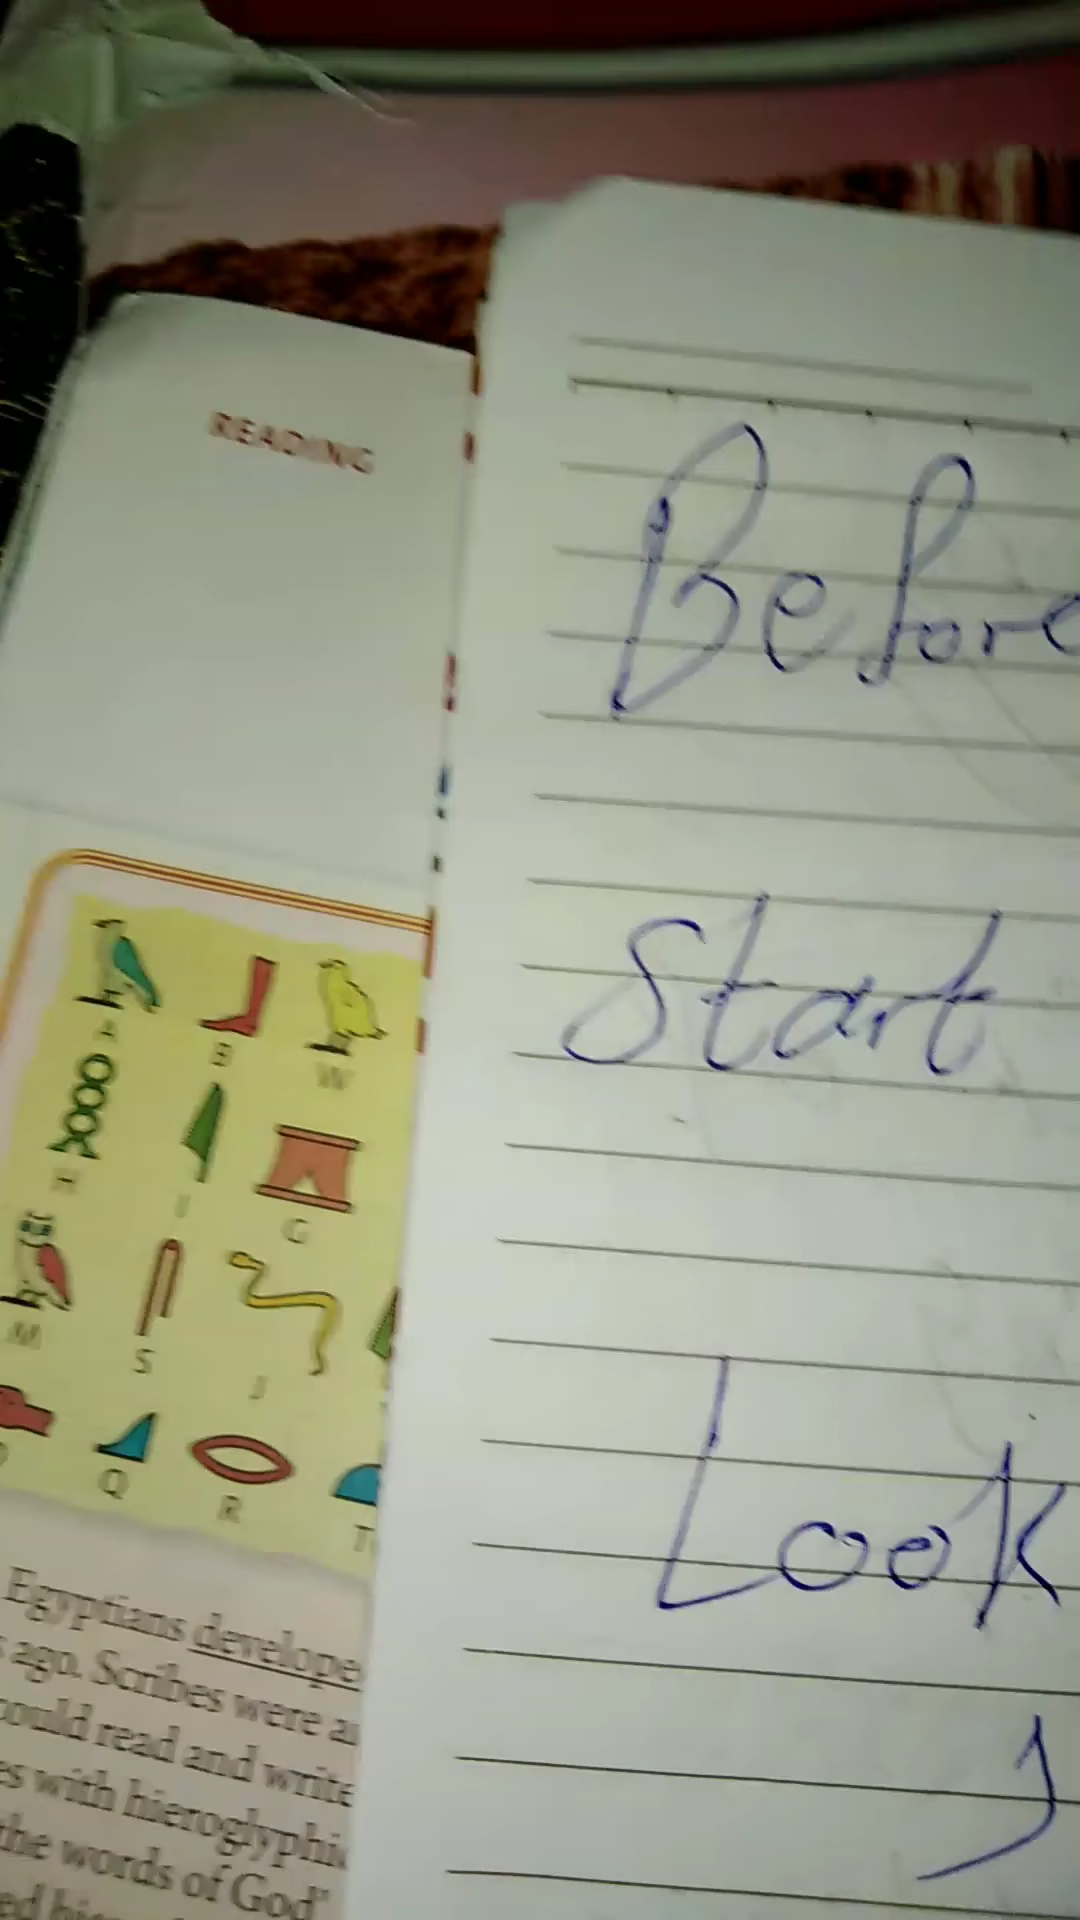 READING
A B W
H I G
M S J
Q R T
Egyptians develope
ago. Scribes were
could read and write
with hieroglyphi
the words of God"
Before
Start
Look